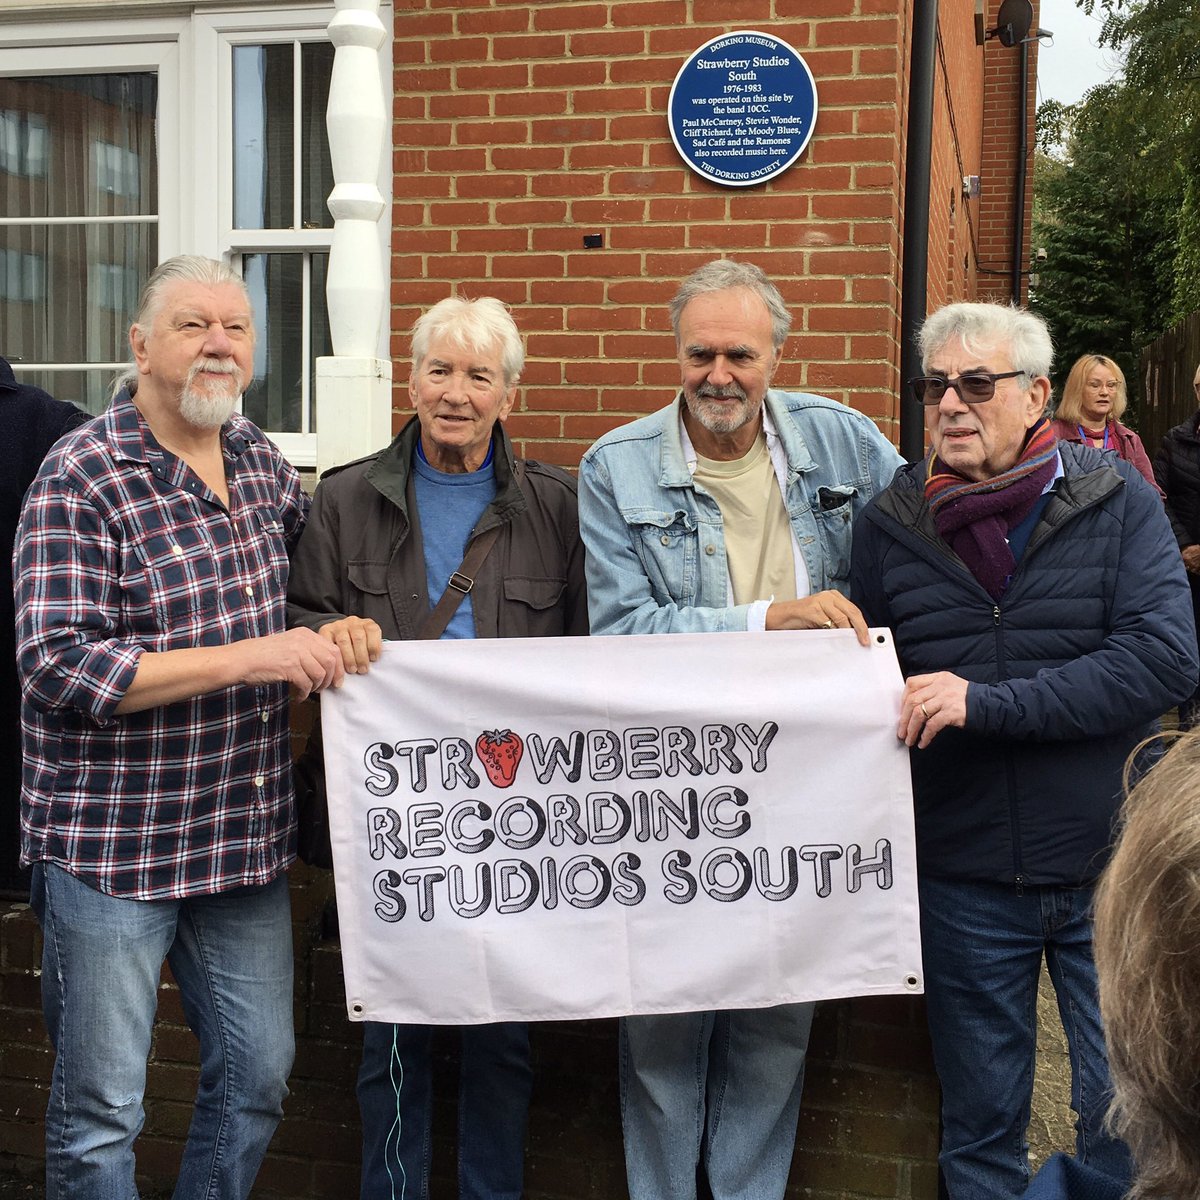 DORKING MUSEUM
Strawberry Studios
South
1976-1983
was operated on this site by
the band 10CC.
Paul McCartney, Stevie Wonder,
Cliff Richard, the Moody Blues,
Sad Café and the Ramones
also recorded music here.
THE DORKING SOCIETY
STRAWBERRY
RECORDING
STUDIOS SOUTH